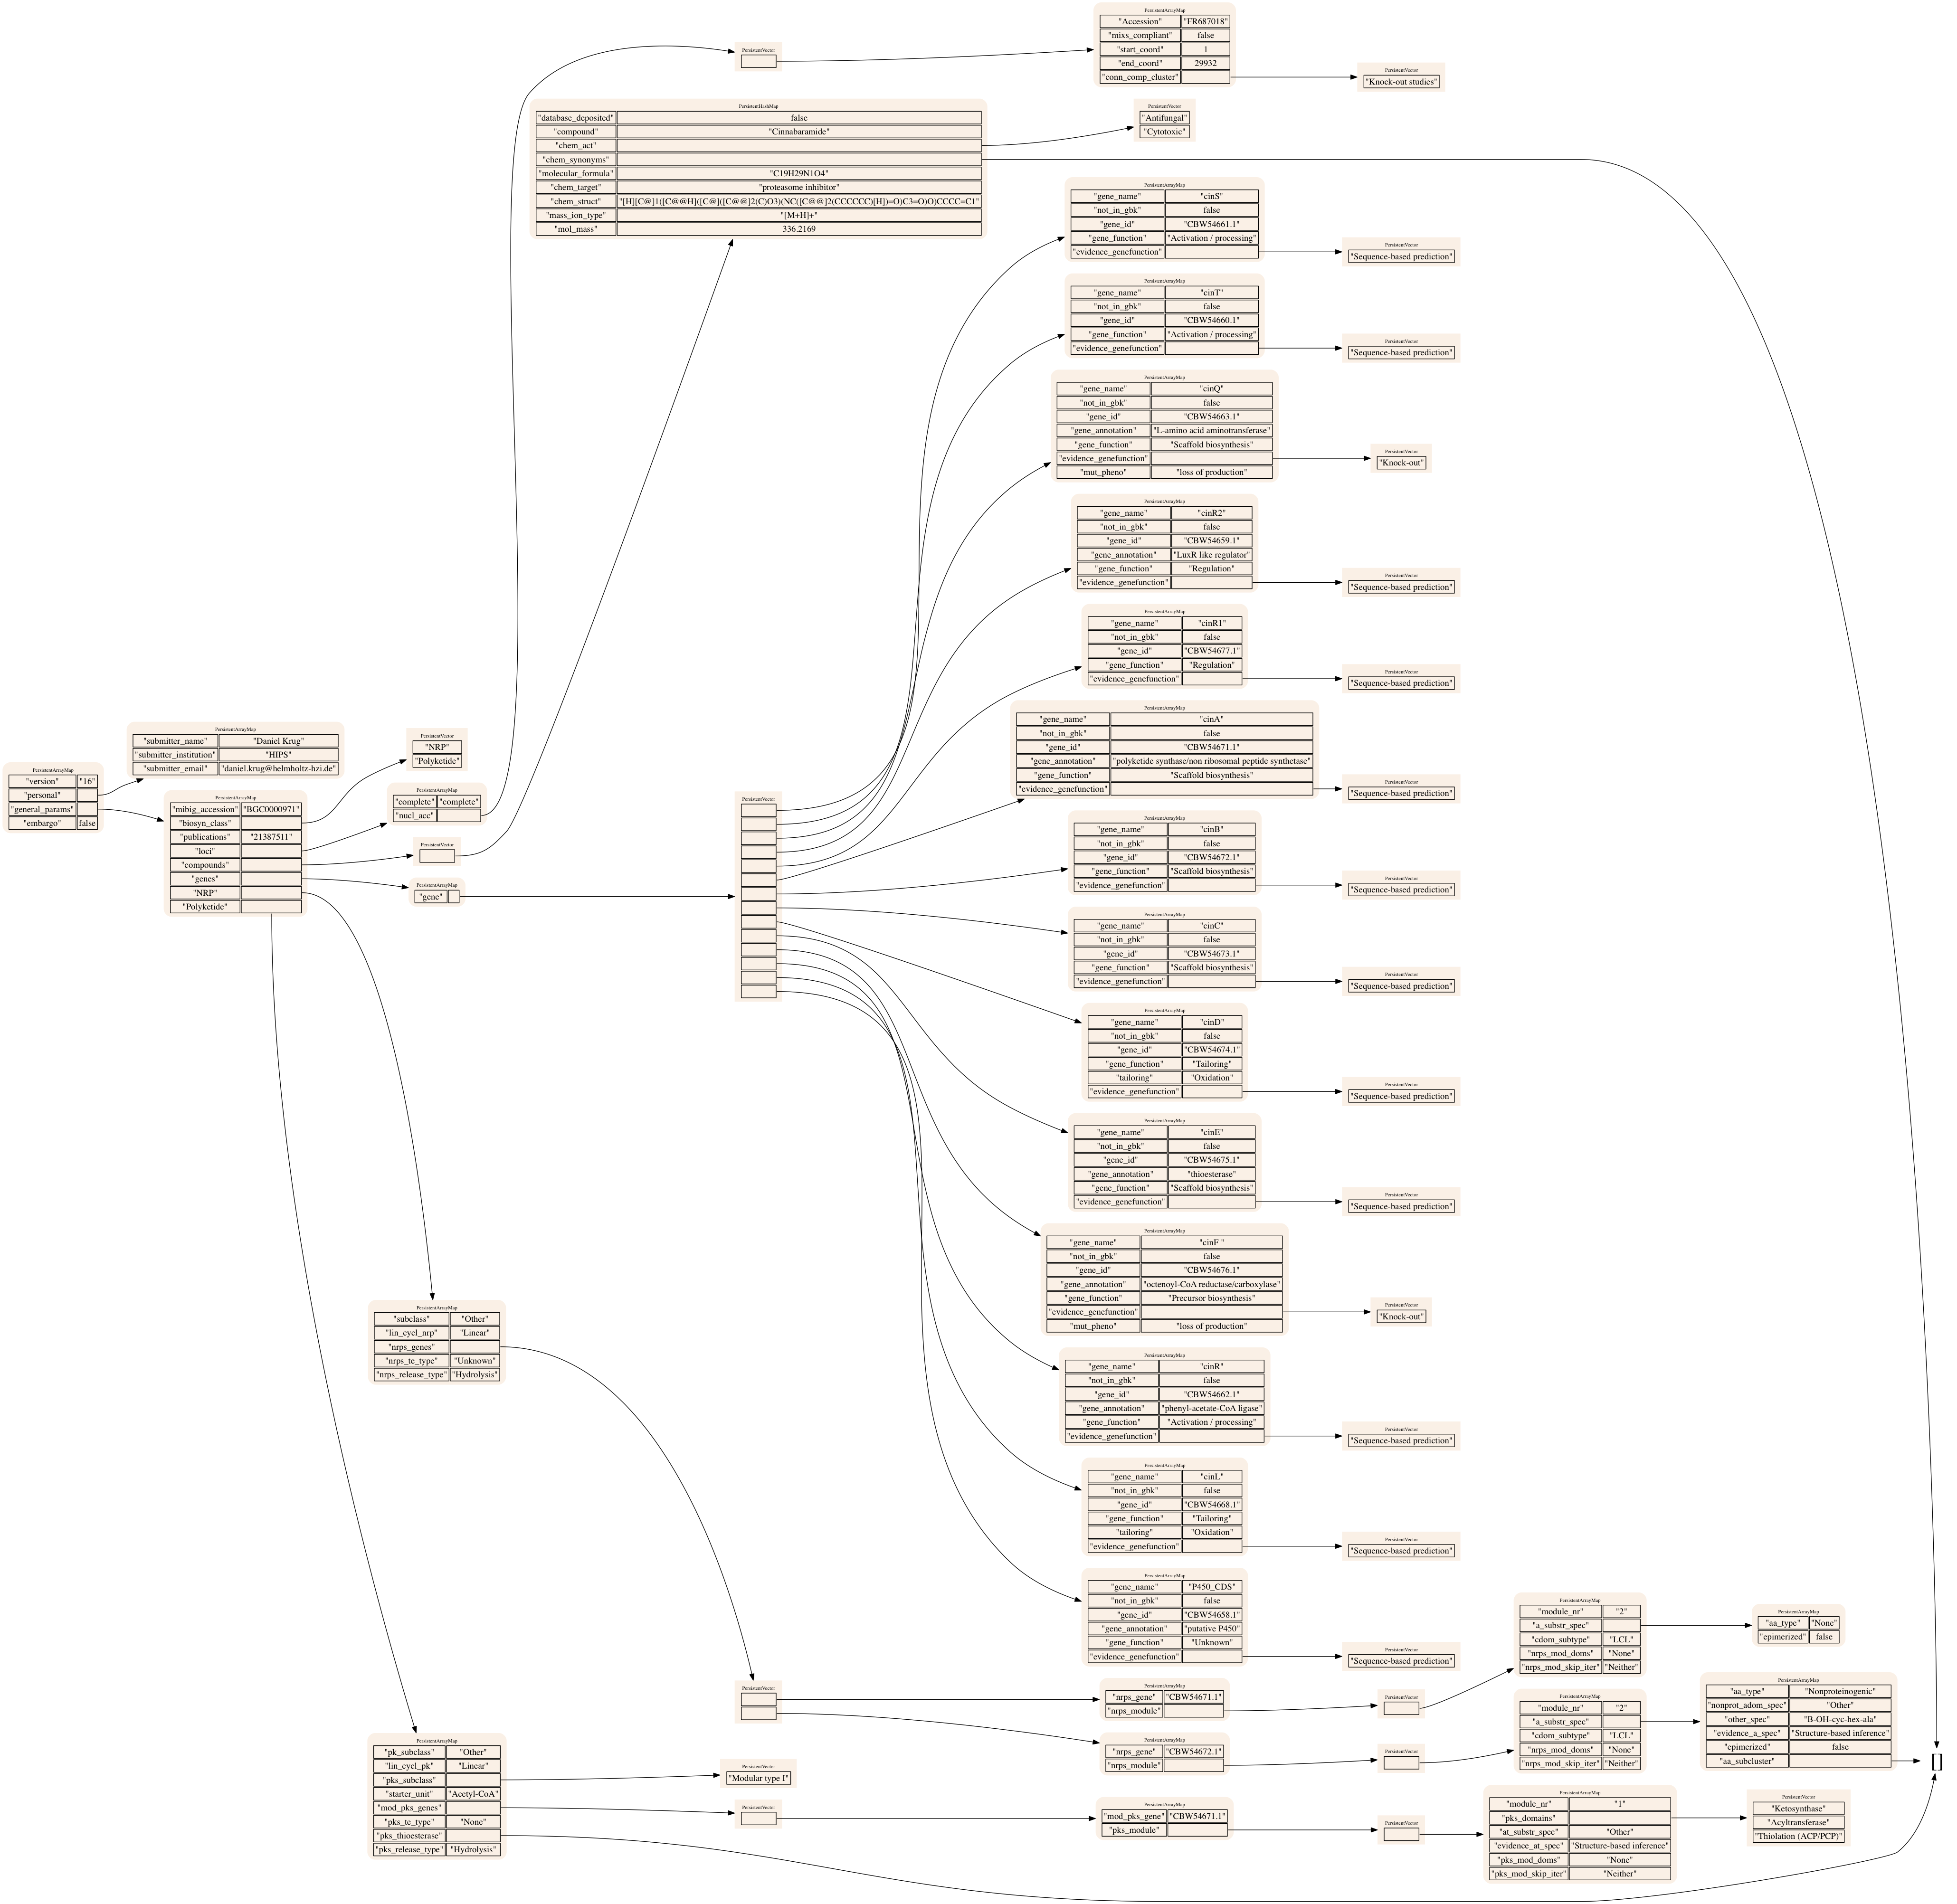 PersistentArrayMap
"version" "16"
"personal"
"general_params"
"embargo" false
PersistentArrayMap
"submitter_name" "Daniel Krug"
"submitter_institution" "HIPS"
"submitter_email" "daniel.krug@helmholtz-hzi.de"
PersistentArrayMap
"mibig_accession" "BGC0000971"
"biosyn_class"
"publications" "21387511"
"loci"
"compounds"
"genes"
"NRP"
"Polyketide"
PersistentVector
"NRP"
"Polyketide"
PersistentArrayMap
"complete" "complete"
"nucl_acc"
PersistentVector
PersistentArrayMap
"gene"
PersistentVector
PersistentArrayMap
"Accession" "FR687018"
"mixs_compliant" false
"start_coord" 1
"end_coord" 29932
"conn_comp_cluster"
PersistentVector
"Knock-out studies"
PersistentHashMap
"database_deposited" false
"compound" "Cinnabaramide"
"chem_act"
"chem_synonyms"
"molecular_formula" "C19H29N1O4"
"chem_target" "proteasome inhibitor"
"chem_struct" "[H][C@]1([C@@H]([C@]([C@@]2(C)O3)(NC([C@@]2(CCCCCC)[H])=O)C3=O)O)CCCC=C1"
"mass_ion_type" "[M+H]+"
"mol_mass" 336.2169
PersistentVector
"Antifungal"
"Cytotoxic"
PersistentVector
PersistentArrayMap
"gene_name" "cinS"
"not_in_gbk" false
"gene_id" "CBW54661.1"
"gene_function" "Activation / processing"
"evidence_genefunction"
PersistentVector
"Sequence-based prediction"
PersistentArrayMap
"gene_name" "cinT"
"not_in_gbk" false
"gene_id" "CBW54660.1"
"gene_function" "Activation / processing"
"evidence_genefunction"
PersistentVector
"Sequence-based prediction"
PersistentArrayMap
"gene_name" "cinQ"
"not_in_gbk" false
"gene_id" "CBW54663.1"
"gene_annotation" "L-amino acid aminotransferase"
"gene_function" "Scaffold biosynthesis"
"evidence_genefunction"
"mut_pheno" "loss of production"
PersistentVector
"Knock-out"
PersistentArrayMap
"gene_name" "cinR2"
"not_in_gbk" false
"gene_id" "CBW54659.1"
"gene_annotation" "LuxR like regulator"
"gene_function" "Regulation"
"evidence_genefunction"
PersistentVector
"Sequence-based prediction"
PersistentArrayMap
"gene_name" "cinR1"
"not_in_gbk" false
"gene_id" "CBW54677.1"
"gene_function" "Regulation"
"evidence_genefunction"
PersistentVector
"Sequence-based prediction"
PersistentArrayMap
"gene_name" "cinA"
"not_in_gbk" false
"gene_id" "CBW54671.1"
"gene_annotation" "polyketide synthase/non ribosomal peptide synthetase"
"gene_function" "Scaffold biosynthesis"
"evidence_genefunction"
PersistentVector
"Sequence-based prediction"
PersistentArrayMap
"gene_name" "cinB"
"not_in_gbk" false
"gene_id" "CBW54672.1"
"gene_function" "Scaffold biosynthesis"
"evidence_genefunction"
PersistentVector
"Sequence-based prediction"
PersistentArrayMap
"gene_name" "cinC"
"not_in_gbk" false
"gene_id" "CBW54673.1"
"gene_function" "Scaffold biosynthesis"
"evidence_genefunction"
PersistentVector
"Sequence-based prediction"
PersistentArrayMap
"gene_name" "cinD"
"not_in_gbk" false
"gene_id" "CBW54674.1"
"gene_function" "Tailoring"
"tailoring" "Oxidation"
"evidence_genefunction"
PersistentVector
"Sequence-based prediction"
PersistentArrayMap
"gene_name" "cinE"
"not_in_gbk" false
"gene_id" "CBW54675.1"
"gene_annotation" "thioesterase"
"gene_function" "Scaffold biosynthesis"
"evidence_genefunction"
PersistentVector
"Sequence-based prediction"
PersistentArrayMap
"gene_name" "cinF "
"not_in_gbk" false
"gene_id" "CBW54676.1"
"gene_annotation" "octenoyl-CoA reductase/carboxylase"
"gene_function" "Precursor biosynthesis"
"evidence_genefunction"
"mut_pheno" "loss of production"
PersistentVector
"Knock-out"
PersistentArrayMap
"gene_name" "cinR"
"not_in_gbk" false
"gene_id" "CBW54662.1"
"gene_annotation" "phenyl-acetate-CoA ligase"
"gene_function" "Activation / processing"
"evidence_genefunction"
PersistentVector
"Sequence-based prediction"
PersistentArrayMap
"gene_name" "cinL"
"not_in_gbk" false
"gene_id" "CBW54668.1"
"gene_function" "Tailoring"
"tailoring" "Oxidation"
"evidence_genefunction"
PersistentVector
"Sequence-based prediction"
PersistentArrayMap
"gene_name" "P450_CDS"
"not_in_gbk" false
"gene_id" "CBW54658.1"
"gene_annotation" "putative P450"
"gene_function" "Unknown"
"evidence_genefunction"
PersistentVector
"Sequence-based prediction"
PersistentArrayMap
"subclass" "Other"
"lin_cycl_nrp" "Linear"
"nrps_genes"
"nrps_te_type" "Unknown"
"nrps_release_type" "Hydrolysis"
PersistentVector
PersistentArrayMap
"nrps_gene" "CBW54671.1"
"nrps_module"
PersistentVector
PersistentArrayMap
"module_nr" "2"
"a_substr_spec"
"cdom_subtype" "LCL"
"nrps_mod_doms" "None"
"nrps_mod_skip_iter" "Neither"
PersistentArrayMap
"aa_type" "None"
"epimerized" false
PersistentArrayMap
"nrps_gene" "CBW54672.1"
"nrps_module"
PersistentVector
PersistentArrayMap
"module_nr" "2"
"a_substr_spec"
"cdom_subtype" "LCL"
"nrps_mod_doms" "None"
"nrps_mod_skip_iter" "Neither"
PersistentArrayMap
"aa_type" "Nonproteinogenic"
"nonprot_adom_spec" "Other"
"other_spec" "B-OH-cyc-hex-ala"
"evidence_a_spec" "Structure-based inference"
"epimerized" false
"aa_subcluster"
[]
PersistentArrayMap
"pk_subclass" "Other"
"lin_cycl_pk" "Linear"
"pks_subclass"
"starter_unit" "Acetyl-CoA"
"mod_pks_genes"
"pks_te_type" "None"
"pks_thioesterase"
"pks_release_type" "Hydrolysis"
PersistentVector
"Modular type I"
PersistentVector
PersistentArrayMap
"mod_pks_gene" "CBW54671.1"
"pks_module"
PersistentVector
PersistentArrayMap
"module_nr" "1"
"pks_domains"
"at_substr_spec" "Other"
"evidence_at_spec" "Structure-based inference"
"pks_mod_doms" "None"
"pks_mod_skip_iter" "Neither"
PersistentVector
"Ketosynthase"
"Acyltransferase"
"Thiolation (ACP/PCP)"